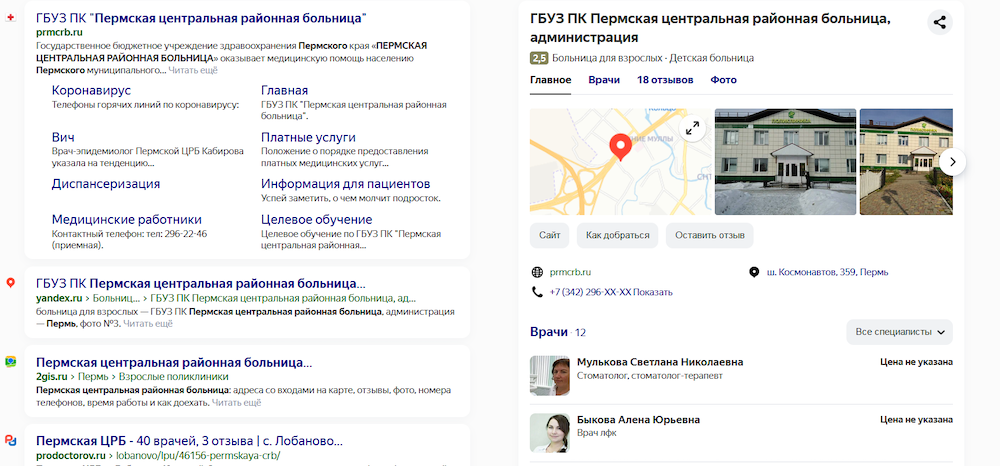 ГБУЗ ПК "Пермская центральная районная больница"
prmcrb.ru
Государственное бюджетное учреждение здравоохранения Пермского края «ПЕРМСКАЯ
ЦЕНТРАЛЬНАЯ РАЙОННАЯ БОЛЬНИЦА» оказывает медицинскую помощь населению
Пермского муниципального... Читать ещё
Коронавирус
Телефоны горячих линий по коронавирусу:
Главная
ГБУЗ ПК "Пермская центральная районная
больница".
Вич
Врач-эпидемиолог Пермской ЦРБ Кабирова
указала на тенденцию...
Платные услуги
Положение о порядке предоставления
платных медицинских услуг...
Диспансеризация
Информация для пациентов
Успей заметить, о чем молчит подросток.
Медицинские работники
Контактный телефон: тел: 296-22-46
(приемная).
Целевое обучение
Целевое обучение по ГБУЗ ПК "Пермская
центральная районная...
ГБУЗ ПК Пермская центральная районная больница...
yandex.ru › Больниц... › ГБУЗ ПК Пермская центральная районная больница, ад...
больница для взрослых — ГБУЗ ПК Пермская центральная районная больница, администрация
— Пермь, фото №3. Читать ещё
Пермская центральная районная больница...
2gis.ru › Пермь › Взрослые поликлиники
Пермская центральная районная больница: адреса со входами на карте, отзывы, фото, номера
телефонов, время работы и как доехать. Читать ещё
Пермская ЦРБ - 40 врачей, 3 отзыва | с. Лобаново...
prodoctorov.ru › lobanovo/lpu/46156-permskaya-crb/
ГБУЗ ПК Пермская центральная районная больница,
администрация
2,5 Больница для взрослых · Детская больница
Главное Врачи 18 отзывов Фото
ПОЛИКЛИНИКА
Сайт Как добраться Оставить отзыв
prmcrb.ru
ш. Космонавтов, 359, Пермь
+7 (342) 296-XX-XX Показать
Врачи · 12
Все специалисты
Мулькова Светлана Николаевна
Цена не указана
Стоматолог, стоматолог-терапевт
Быкова Алена Юрьевна
Цена не указана
Врач лфк